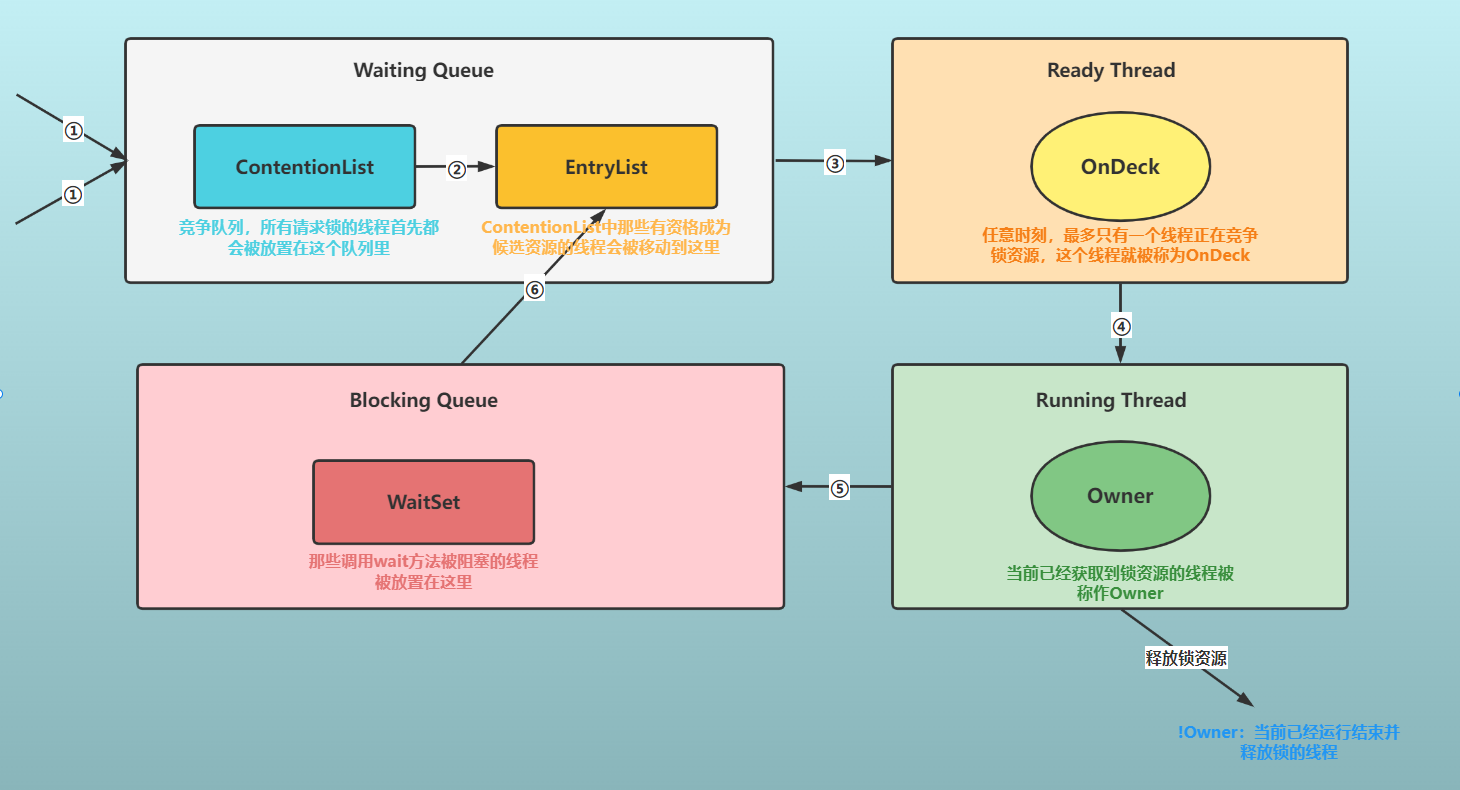 Waiting Queue
Ready Thread
①
①
ContentionList
②
EntryList
③
OnDeck
竞争队列，所有请求锁的线程首先都
会被放置在这个队列里
ContentionList中那些有资格成为
候选资源的线程会被移动到这里
任意时刻，最多只有一个线程正在竞争
锁资源，这个线程就被称为OnDeck
⑥
④
Blocking Queue
Running Thread
WaitSet
⑤
Owner
那些调用wait方法被阻塞的线程
被放置在这里
当前已经获取到锁资源的线程被
称作Owner
释放锁资源
!Owner：当前已经运行结束并
释放锁的线程